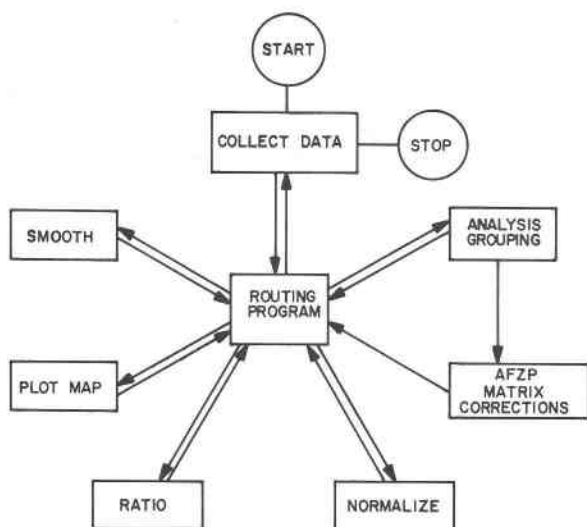 START
COLLECT DATA
STOP
SMOOTH
ANALYSIS
GROUPING
ROUTING
PROGRAM
PLOT MAP
AFZP
MATRIX
CORRECTIONS
RATIO
NORMALIZE